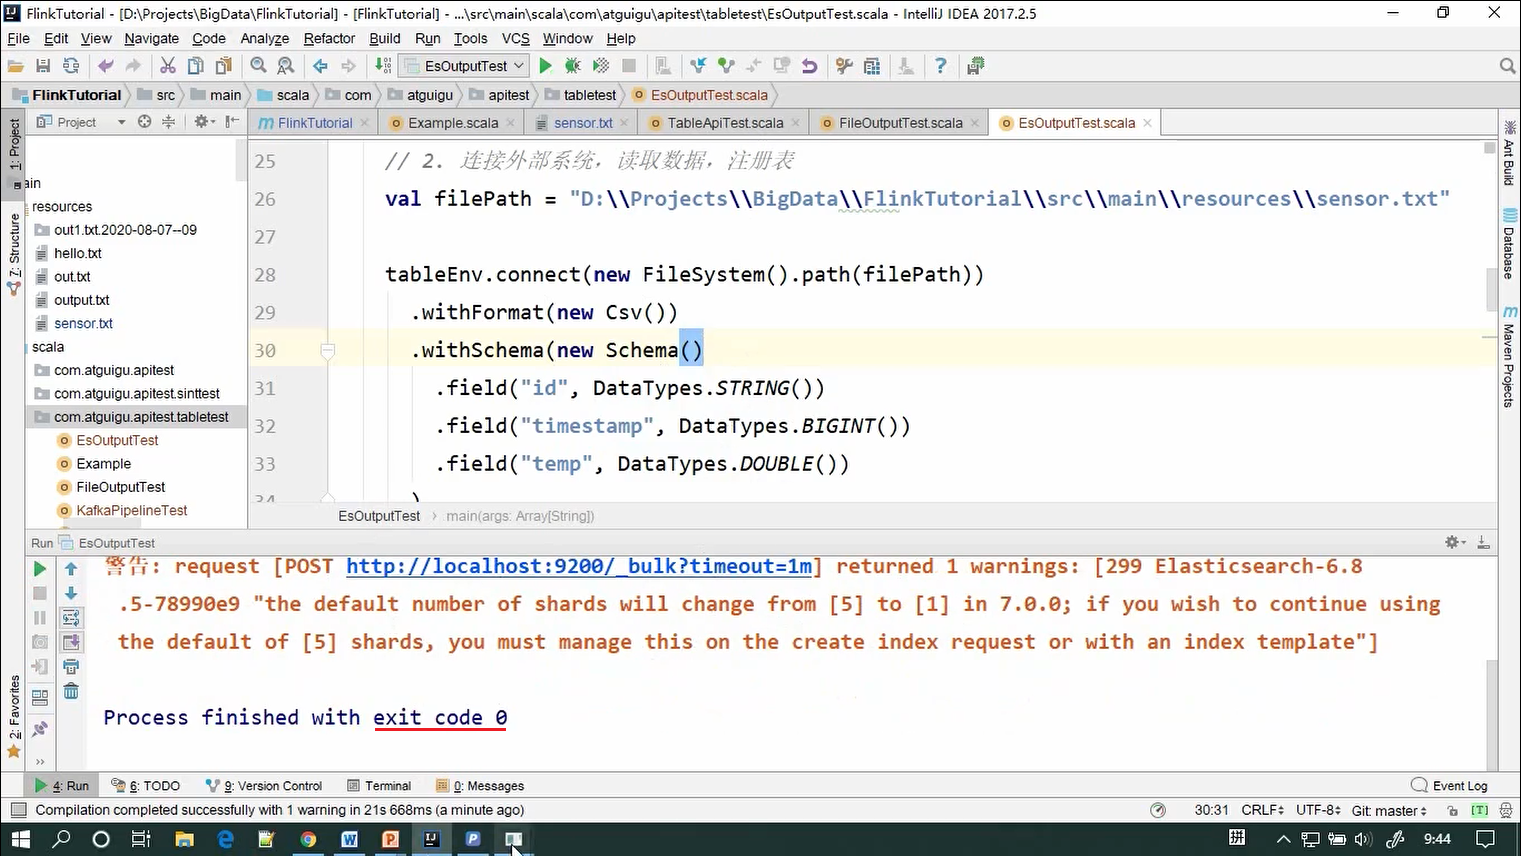 FlinkTutorial - [D:\Projects\BigData\FlinkTutorial] - [FlinkTutorial] - ...\src\main\scala\com\atguigu\apitest\tabletest\EsOutputTest.scala - IntelliJ IDEA 2017.2.5
File Edit View Navigate Code Analyze Refactor Build Run Tools VCS Window Help
EsOutputTest
FlinkTutorial src main scala com atguigu apitest tabletest EsOutputTest.scala
Project
FlinkTutorial Example.scala sensor.txt TableApiTest.scala FileOutputTest.scala EsOutputTest.scala
1: Project
7: Structure
2: Favorites
Ant Build
Database
Maven Projects
ain
resources
out1.txt.2020-08-07--09
hello.txt
out.txt
output.txt
sensor.txt
scala
com.atguigu.apitest
com.atguigu.apitest.sinttest
com.atguigu.apitest.tabletest
EsOutputTest
Example
FileOutputTest
KafkaPipelineTest
25 // 2. 连接外部系统，读取数据，注册表
26 val filePath = "D:\\Projects\\BigData\\FlinkTutorial\\src\\main\\resources\\sensor.txt"
27
28 tableEnv.connect(new FileSystem().path(filePath))
29 .withFormat(new Csv())
30 .withSchema(new Schema()
31 .field("id", DataTypes.STRING())
32 .field("timestamp", DataTypes.BIGINT())
33 .field("temp", DataTypes.DOUBLE())
34 )
EsOutputTest main(args: Array[String])
Run EsOutputTest
警告: request [POST http://localhost:9200/_bulk?timeout=1m] returned 1 warnings: [299 Elasticsearch-6.8
.5-78990e9 "the default number of shards will change from [5] to [1] in 7.0.0; if you wish to continue using
the default of [5] shards, you must manage this on the create index request or with an index template"]
Process finished with exit code 0
4: Run 6: TODO 9: Version Control Terminal 0: Messages Event Log
Compilation completed successfully with 1 warning in 21s 668ms (a minute ago) 30:31 CRLF UTF-8 Git: master
拼 9:44